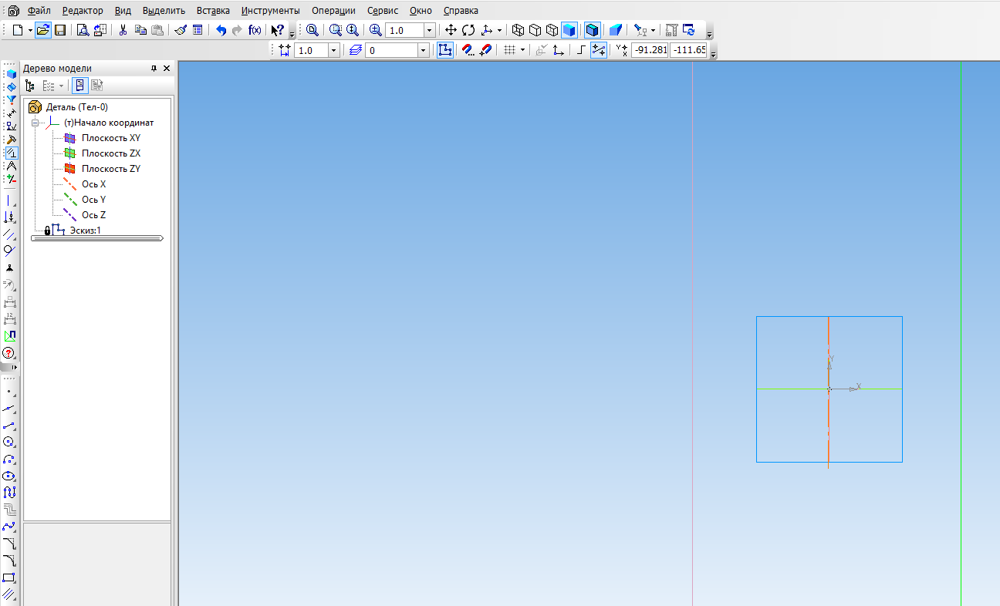 Файл Редактор Вид Выделить Вставка Инструменты Операции Сервис Окно Справка
f(x) 1.0
1.0 0 -91.281 -111.65
Дерево модели
Деталь (Тел-0)
(т)Начало координат
Плоскость XY
Плоскость ZX
Плоскость ZY
Ось X
Ось Y
Ось Z
Эскиз:1
Y
X
12